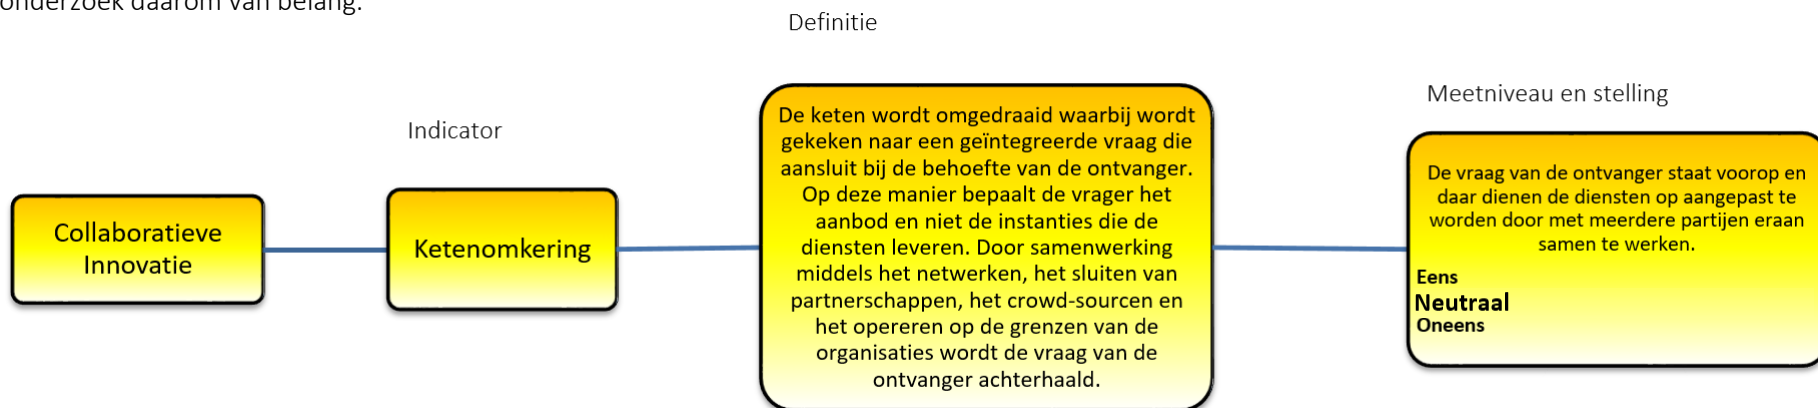 onderzoek daarom van belang.
Definitie
Meetniveau en stelling
Indicator
Collaboratieve
Innovatie
Ketenomkering
De keten wordt omgedraaid waarbij wordt
gekeken naar een geïntegreerde vraag die
aansluit bij de behoefte van de ontvanger.
Op deze manier bepaalt de vrager het
aanbod en niet de instanties die de
diensten leveren. Door samenwerking
middels het netwerken, het sluiten van
partnerschappen, het crowd-sourcen en
het opereren op de grenzen van de
organisaties wordt de vraag van de
ontvanger achterhaald.
De vraag van de ontvanger staat voorop en
daar dienen de diensten op aangepast te
worden door met meerdere partijen eraan
samen te werken.
Eens
Neutraal
Oneens